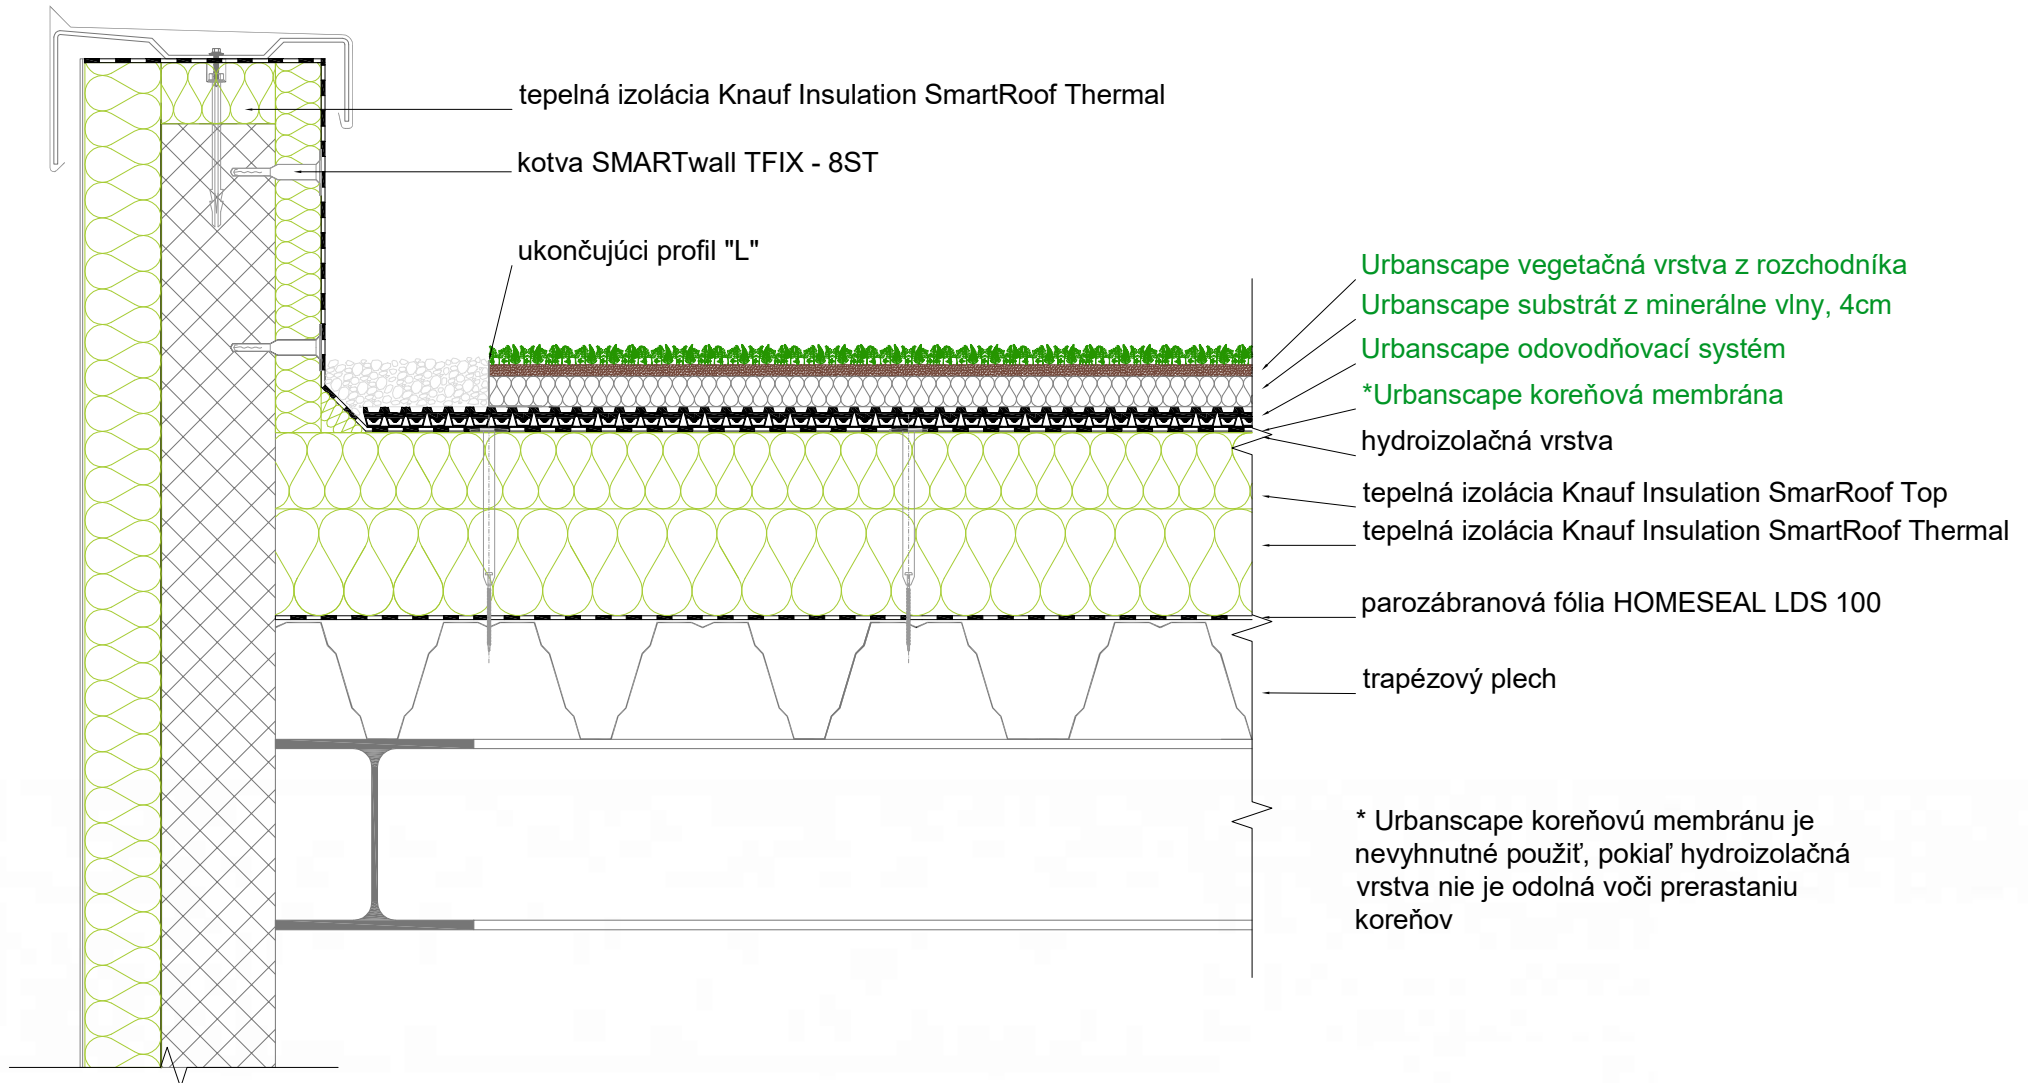 tepelná izolácia Knauf Insulation SmartRoof Thermal
kotva SMARTwall TFIX - 8ST
ukončujúci profil "L"
Urbanscape vegetačná vrstva z rozchodníka
Urbanscape substrát z minerálne vlny, 4cm
Urbanscape odovodňovací systém
*Urbanscape koreňová membrána
hydroizolačná vrstva
tepelná izolácia Knauf Insulation SmarRoof Top
tepelná izolácia Knauf Insulation SmartRoof Thermal
parozábranová fólia HOMESEAL LDS 100
trapézový plech
* Urbanscape koreňovú membránu je
nevyhnutné použiť, pokiaľ hydroizolačná
vrstva nie je odolná voči prerastaniu
koreňov